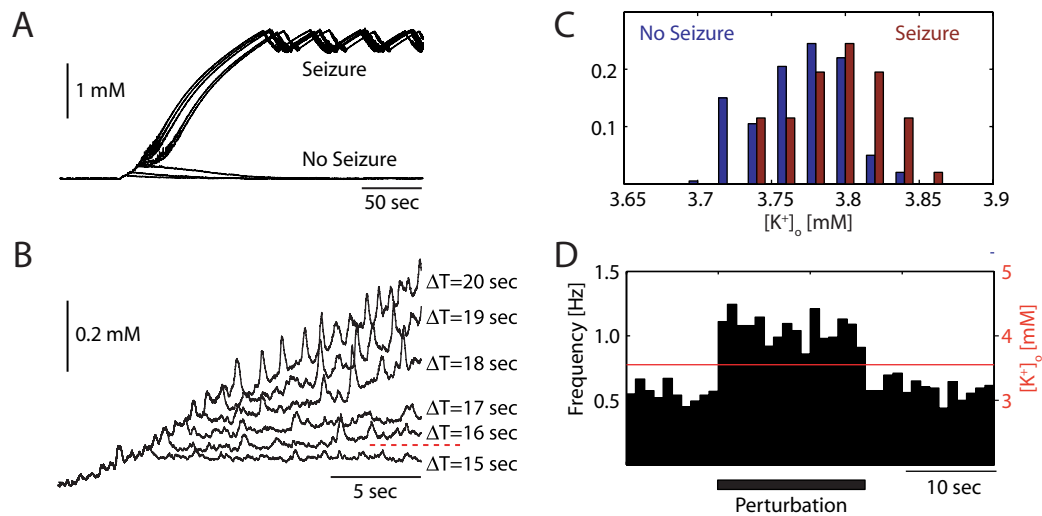 A
1 mM
Seizure
No Seizure
50 sec
B
0.2 mM
ΔT=20 sec
ΔT=19 sec
ΔT=18 sec
ΔT=17 sec
ΔT=16 sec
ΔT=15 sec
5 sec
C
No Seizure
Seizure
0.2
0.1
3.65
3.7
3.75
3.8
3.85
3.9
[K⁺]ₒ [mM]
D
Frequency [Hz]
1.5
1.0
0.5
5
4
3
[K⁺]ₒ [mM]
Perturbation
10 sec